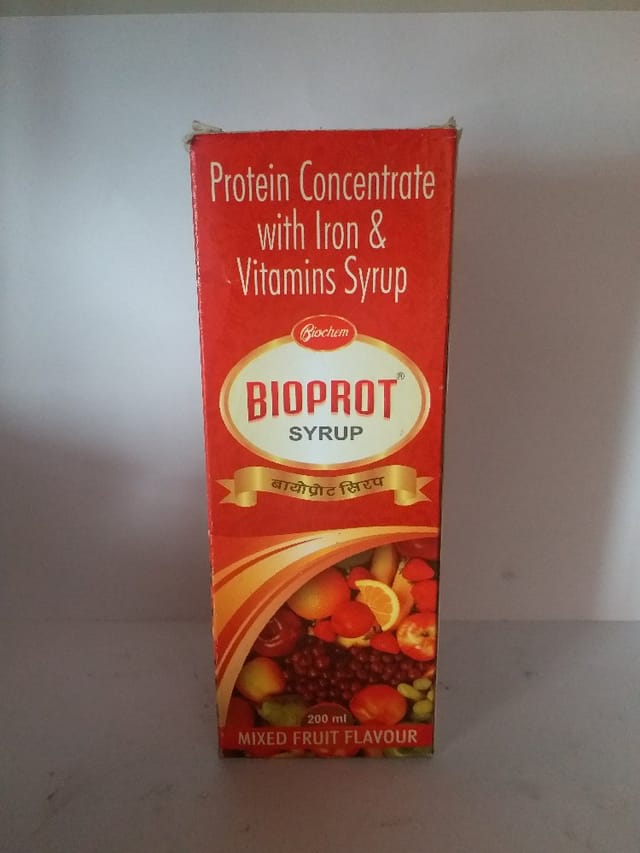 Protein Concentrate
with Iron &
Vitamins Syrup
Biochem
BIOPROT®
SYRUP
बायोप्रोट सिरप
200 ml
MIXED FRUIT FLAVOUR